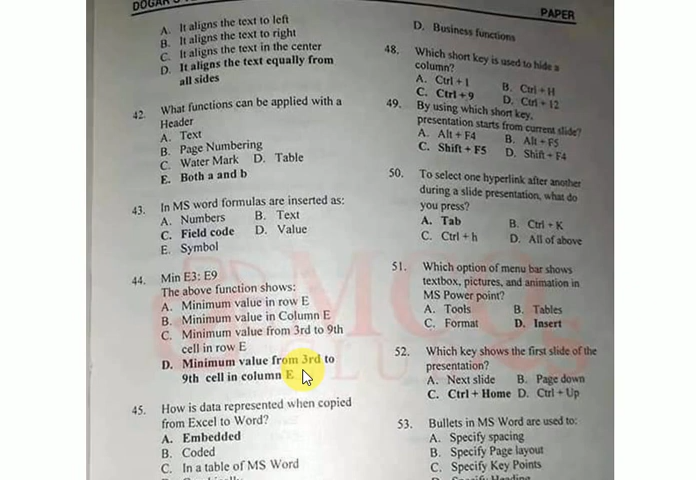 PAPER
A. It aligns the text to left
B. It aligns the text to right
C. It aligns the text in the center
D. It aligns the text equally from
all sides
42. What functions can be applied with a
Header
A. Text
B. Page Numbering
C. Water Mark D. Table
E. Both a and b
43. In MS word formulas are inserted as:
A. Numbers B. Text
C. Field code D. Value
E. Symbol
44. Min E3: E9
The above function shows:
A. Minimum value in row E
B. Minimum value in Column E
C. Minimum value from 3rd to 9th
cell in row E
D. Minimum value from 3rd to
9th cell in column E
45. How is data represented when copied
from Excel to Word?
A. Embedded
B. Coded
C. In a table of MS Word
D. Business functions
48. Which short key is used to hide a
column?
A. Ctrl + 1 B. Ctrl + H
C. Ctrl + 9 D. Ctrl + 12
49. By using which short key,
presentation starts from current slide?
A. Alt + F4 B. Alt + F5
C. Shift + F5 D. Shift + F4
50. To select one hyperlink after another
during a slide presentation, what do
you press?
A. Tab B. Ctrl + K
C. Ctrl + h D. All of above
51. Which option of menu bar shows
textbox, pictures, and animation in
MS Power point?
A. Tools B. Tables
C. Format D. Insert
52. Which key shows the first slide of the
presentation?
A. Next slide B. Page down
C. Ctrl + Home D. Ctrl + Up
53. Bullets in MS Word are used to:
A. Specify spacing
B. Specify Page layout
C. Specify Key Points